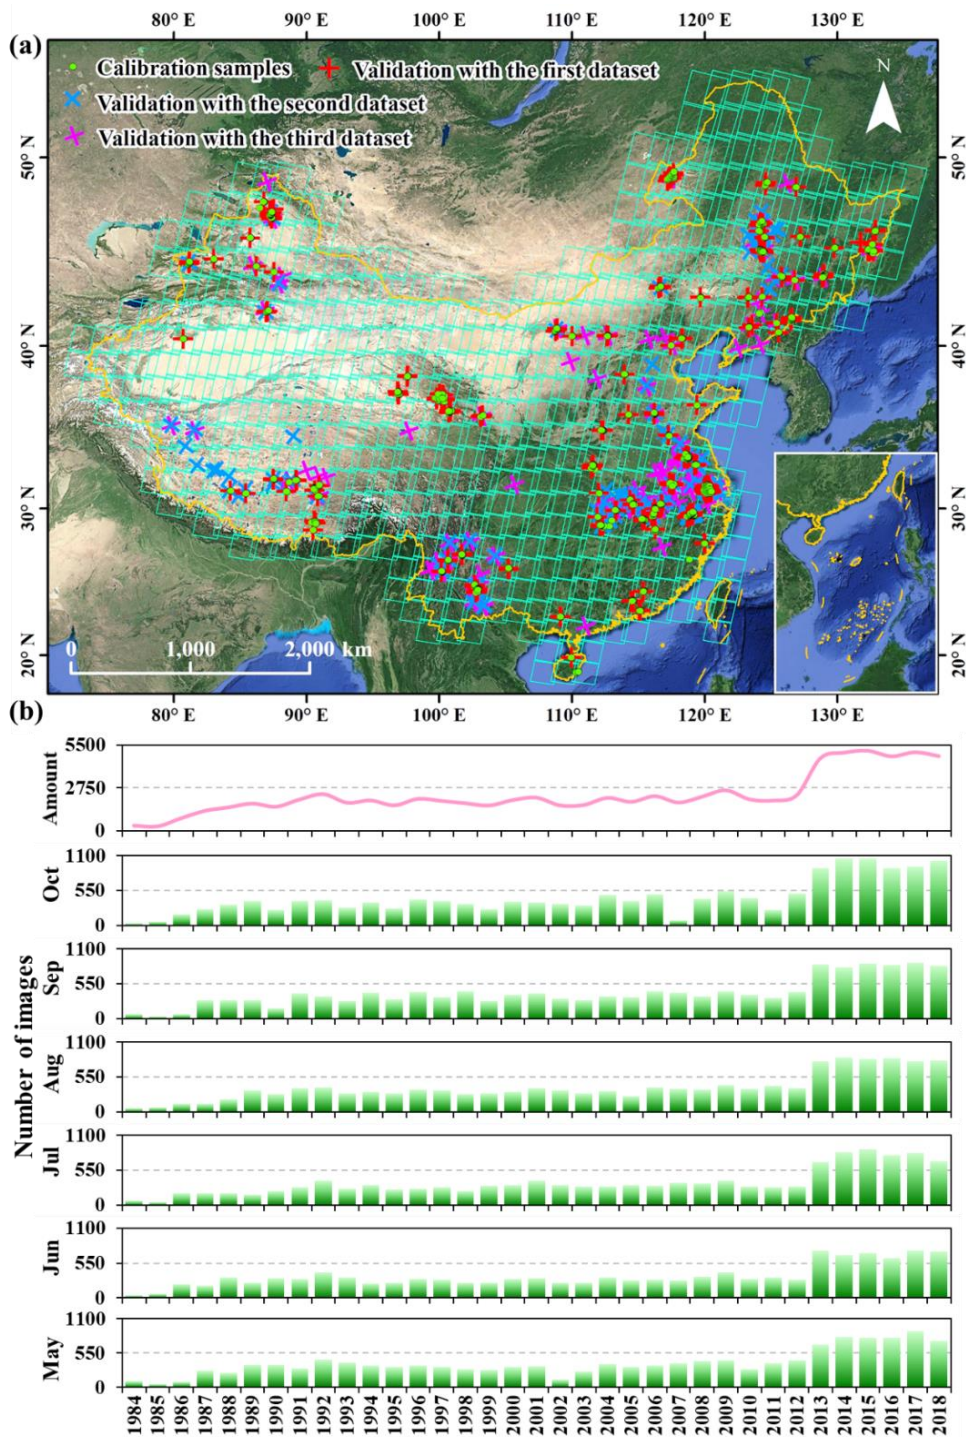 80° E 90° E 100° E 110° E 120° E 130° E
(a)
N
Calibration samples Validation with the first dataset
Validation with the second dataset
Validation with the third dataset
50° N 50° N
40° N 40° N
30° N 30° N
20° N 20° N
0 1,000 2,000 km
80° E 90° E 100° E 110° E 120° E 130° E
(b)
Number of images
Amount
5500
2750
0
Oct
1100
550
0
Sep
1100
550
0
Aug
1100
550
0
Jul
1100
550
0
Jun
1100
550
0
May
1100
550
0
1984 1985 1986 1987 1988 1989 1990 1991 1992 1993 1994 1995 1996 1997 1998 1999 2000 2001 2002 2003 2004 2005 2006 2007 2008 2009 2010 2011 2012 2013 2014 2015 2016 2017 2018